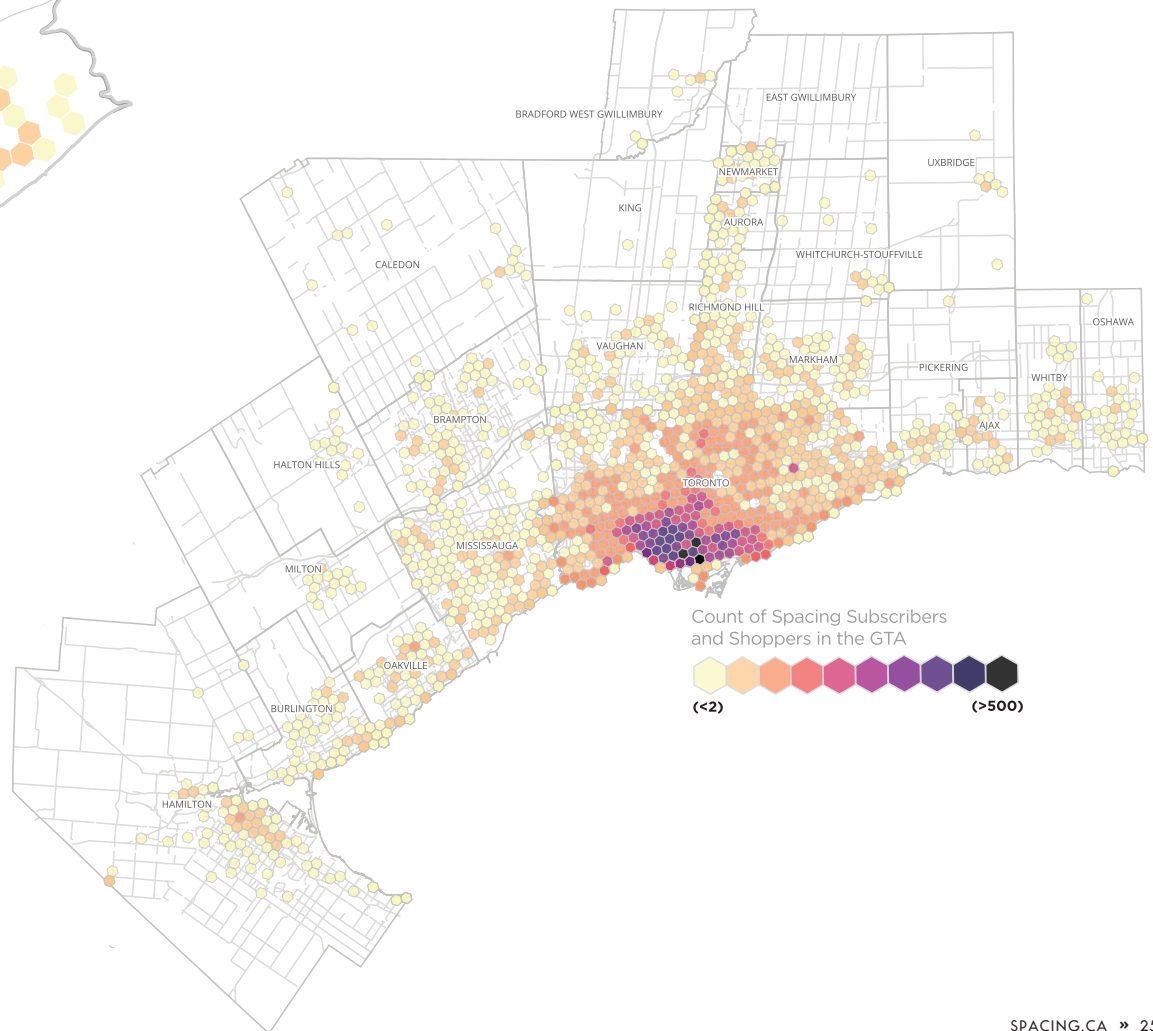 EAST GWILLIMBURY
BRADFORD WEST GWILLIMBURY
UXBRIDGE
NEWMARKET
KING
AURORA
WHITCHURCH-STOUFFVILLE
CALEDON
RICHMOND HILL
OSHAWA
VAUGHAN
MARKHAM
PICKERING
WHITBY
BRAMPTON
AJAX
HALTON HILLS
TORONTO
MISSISSAUGA
MILTON
Count of Spacing Subscribers
and Shoppers in the GTA
(<2)
(>500)
OAKVILLE
BURLINGTON
HAMILTON
SPACING.CA »